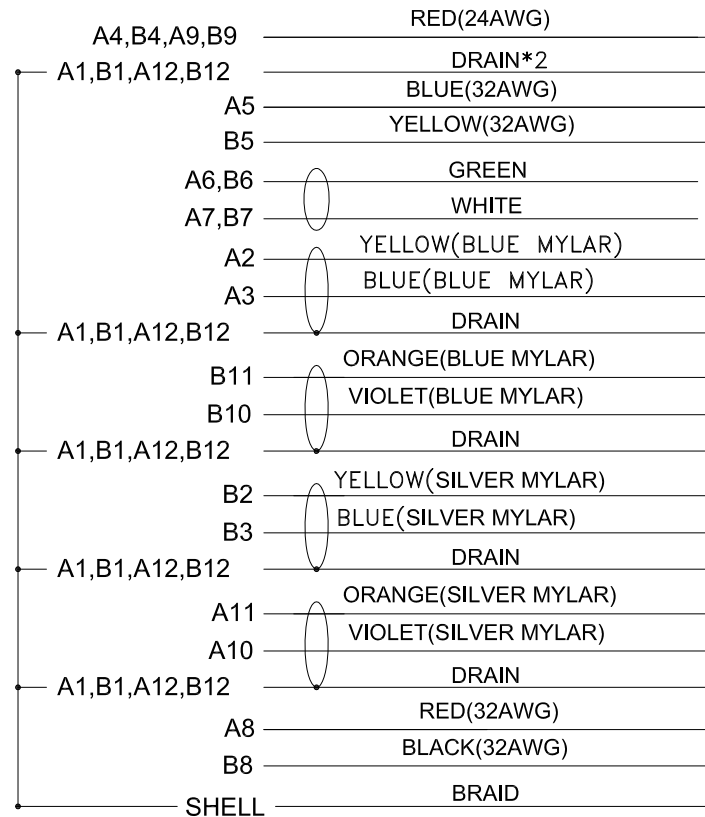 A4,B4,A9,B9 RED(24AWG)
A1,B1,A12,B12 DRAIN*2
A5 BLUE(32AWG)
B5 YELLOW(32AWG)
A6,B6 GREEN
A7,B7 WHITE
A2 YELLOW(BLUE MYLAR)
A3 BLUE(BLUE MYLAR)
A1,B1,A12,B12 DRAIN
B11 ORANGE(BLUE MYLAR)
B10 VIOLET(BLUE MYLAR)
A1,B1,A12,B12 DRAIN
B2 YELLOW(SILVER MYLAR)
B3 BLUE(SILVER MYLAR)
A1,B1,A12,B12 DRAIN
A11 ORANGE(SILVER MYLAR)
A10 VIOLET(SILVER MYLAR)
A1,B1,A12,B12 DRAIN
A8 RED(32AWG)
B8 BLACK(32AWG)
SHELL BRAID